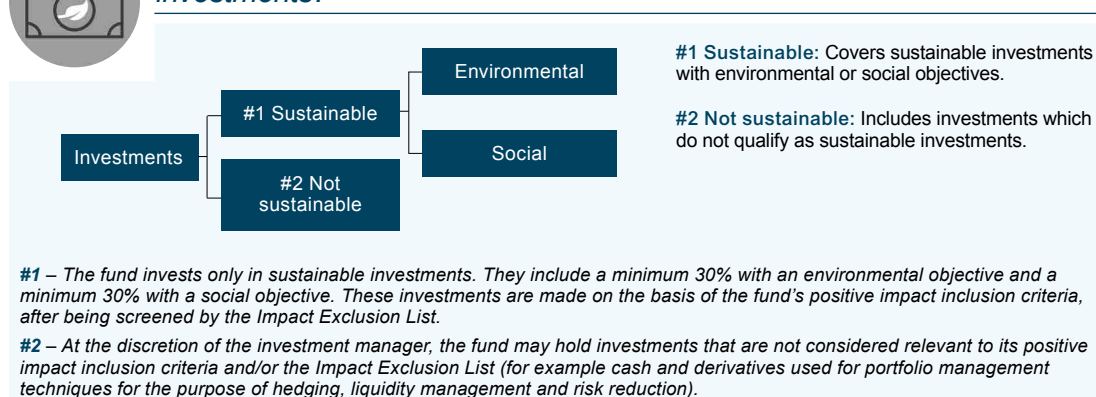 investments?
Environmental
#1 Sustainable
Investments
Social
#2 Not
sustainable
#1 Sustainable: Covers sustainable investments
with environmental or social objectives.
#2 Not sustainable: Includes investments which
do not qualify as sustainable investments.
#1 – The fund invests only in sustainable investments. They include a minimum 30% with an environmental objective and a
minimum 30% with a social objective. These investments are made on the basis of the fund’s positive impact inclusion criteria,
after being screened by the Impact Exclusion List.
#2 – At the discretion of the investment manager, the fund may hold investments that are not considered relevant to its positive
impact inclusion criteria and/or the Impact Exclusion List (for example cash and derivatives used for portfolio management
techniques for the purpose of hedging, liquidity management and risk reduction).